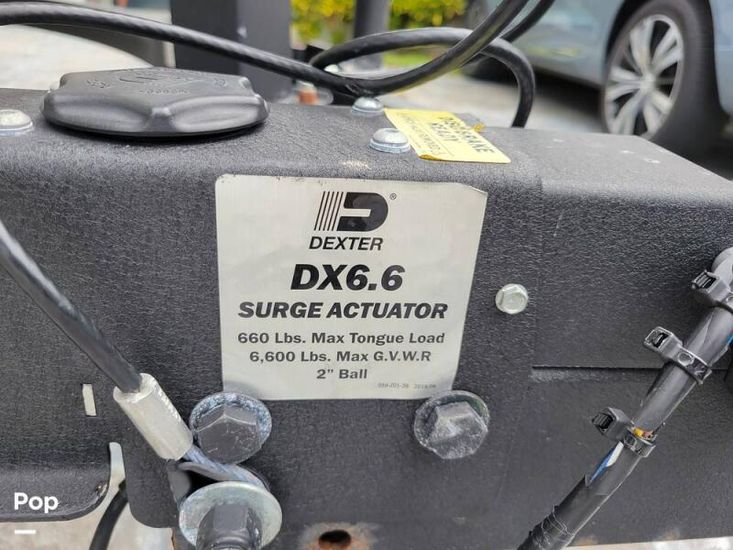 DEXTER
®
DX6.6
SURGE ACTUATOR
660 Lbs. Max Tongue Load
6,600 Lbs. Max G.V.W.R
2" Ball
Pop